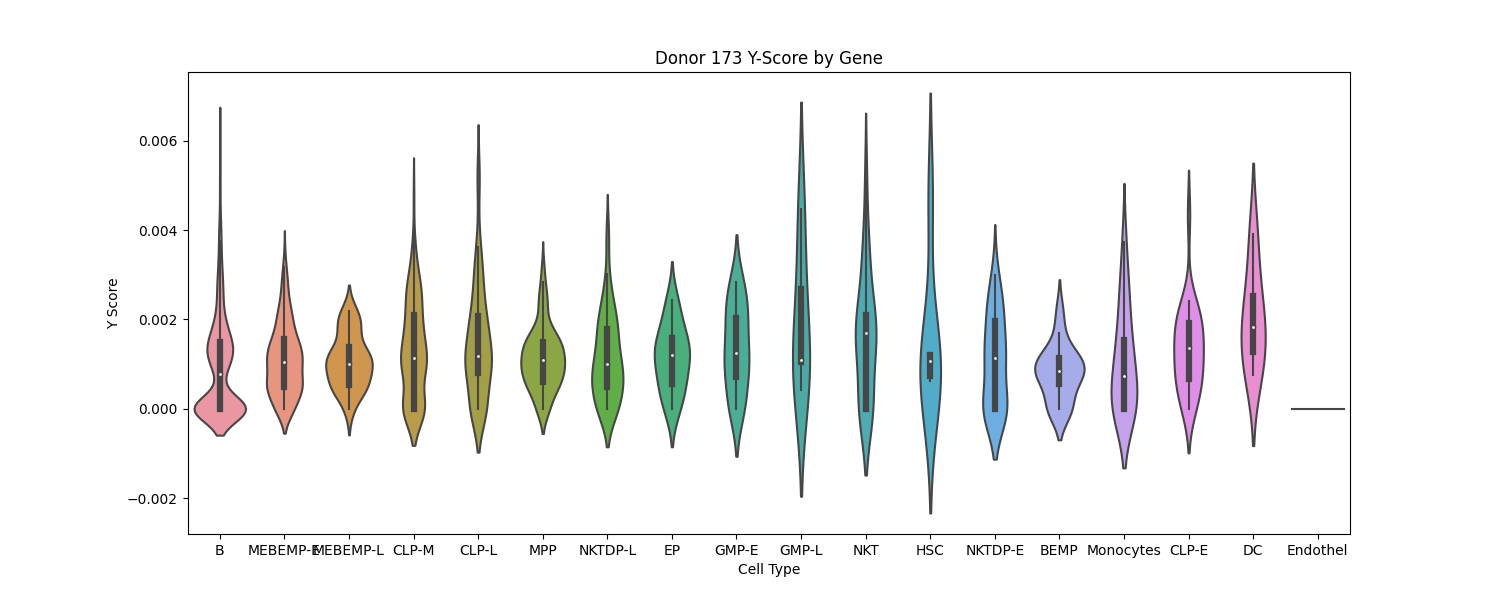 Donor 173 Y-Score by Gene
Y Score
0.006
0.004
0.002
0.000
−0.002
B MEBEMP-E MEBEMP-L CLP-M CLP-L MPP NKTDP-L EP GMP-E GMP-L NKT HSC NKTDP-E BEMP Monocytes CLP-E DC Endothel
Cell Type